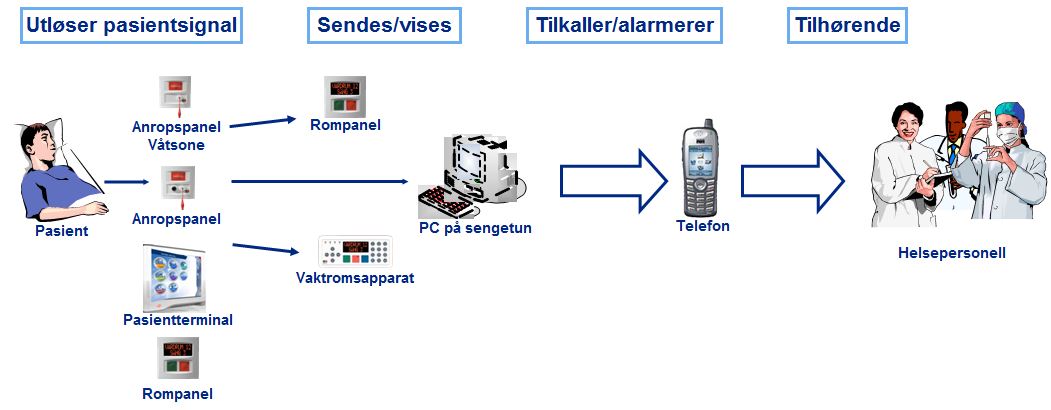 Utløser pasientsignal
Sendes/vises
Tilkaller/alarmerer
Tilhørende
Anropspanel
Våtsone
Rompanel
Pasient
Anropspanel
PC på sengetun
Telefon
Helsepersonell
Vaktromsapparat
Pasientterminal
Rompanel